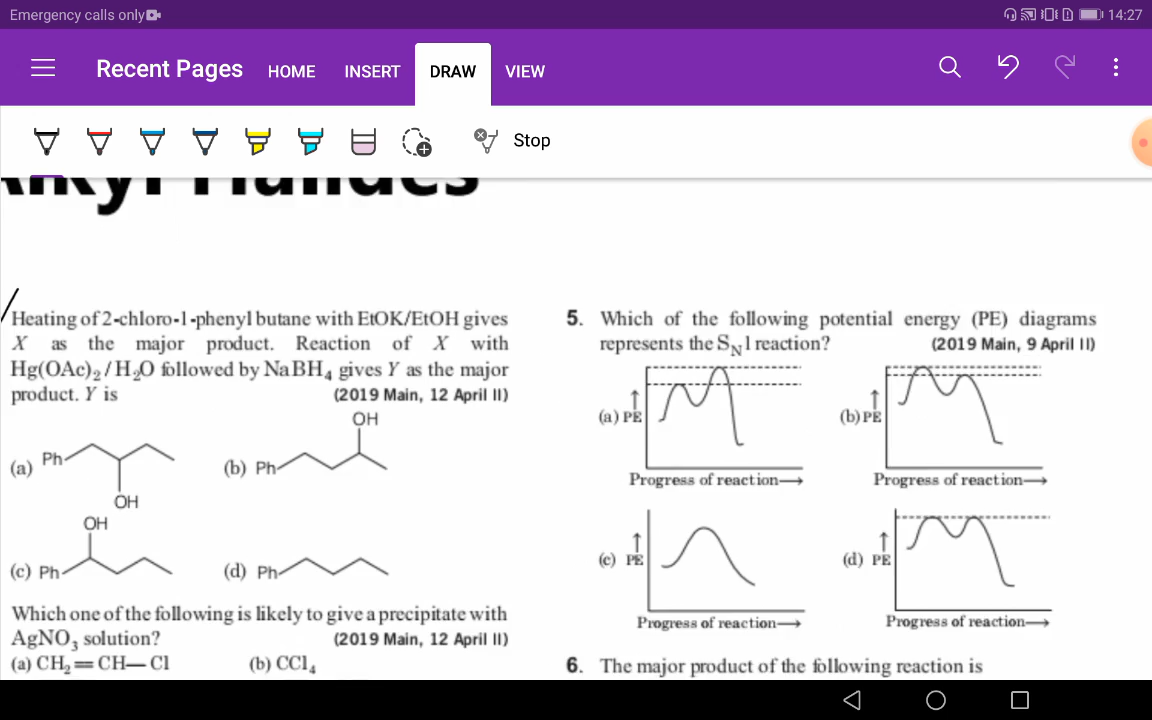 Emergency calls only
14:27
Recent Pages HOME INSERT DRAW VIEW
Stop
Alkyl Halides
Heating of 2-chloro-1-phenyl butane with EtOK/EtOH gives
X as the major product. Reaction of X with
Hg(OAc)₂/H₂O followed by NaBH₄ gives Y as the major
product. Y is (2019 Main, 12 April II)
(a) Ph OH
(b) Ph OH
(c) Ph OH
(d) Ph
Which one of the following is likely to give a precipitate with
AgNO₃ solution? (2019 Main, 12 April II)
(a) CH₂=CH—Cl (b) CCl₄
5. Which of the following potential energy (PE) diagrams
represents the S_N1 reaction? (2019 Main, 9 April II)
(a) PE ↑
Progress of reaction→
(b) PE ↑
Progress of reaction→
(c) PE ↑
Progress of reaction→
(d) PE ↑
Progress of reaction→
6. The major product of the following reaction is